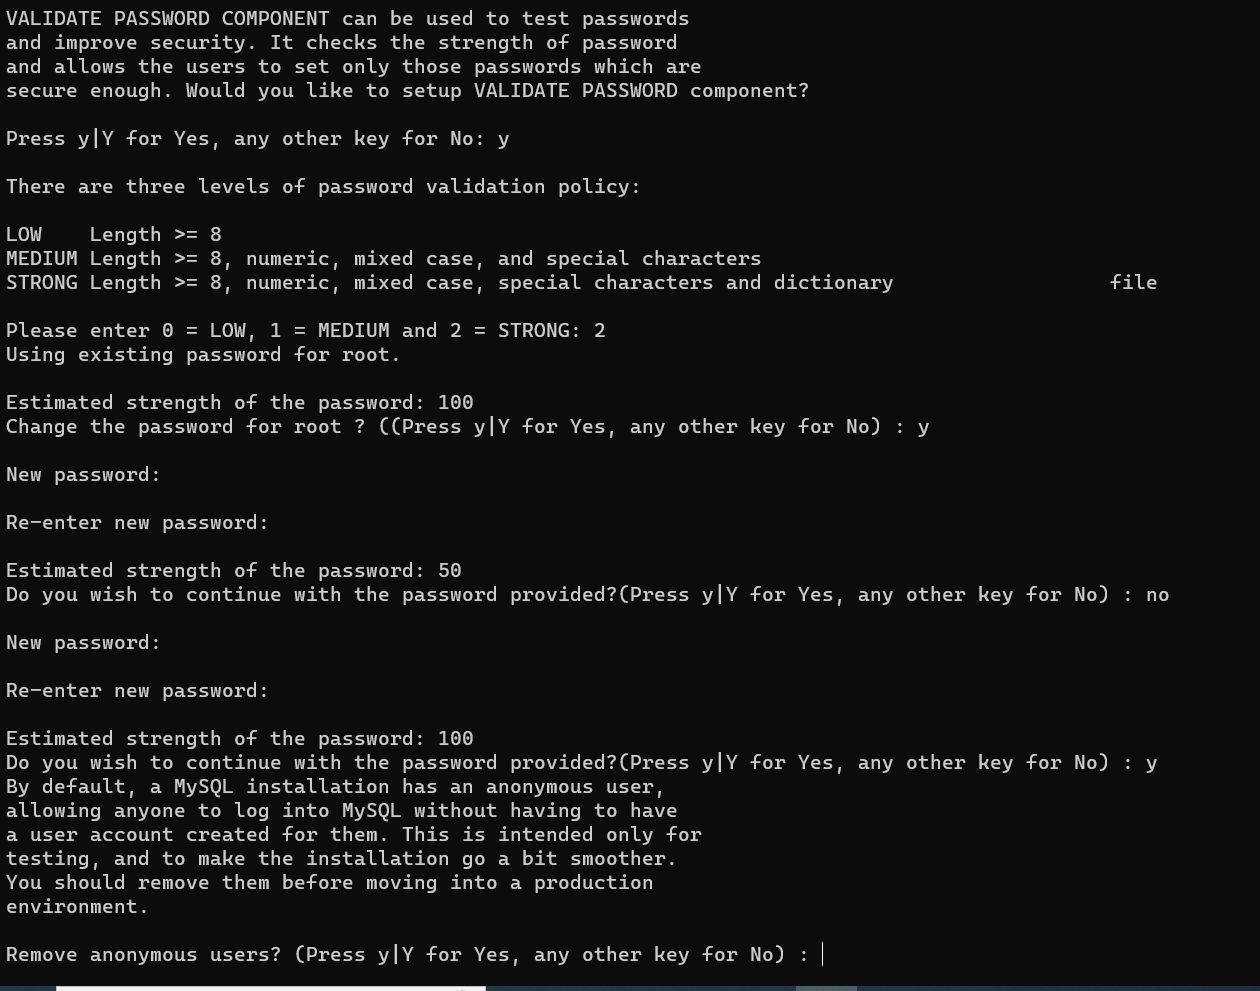 VALIDATE PASSWORD COMPONENT can be used to test passwords
and improve security. It checks the strength of password
and allows the users to set only those passwords which are
secure enough. Would you like to setup VALIDATE PASSWORD component?
Press y|Y for Yes, any other key for No: y
There are three levels of password validation policy:
LOW    Length >= 8
MEDIUM Length >= 8, numeric, mixed case, and special characters
STRONG Length >= 8, numeric, mixed case, special characters and dictionary                  file
Please enter 0 = LOW, 1 = MEDIUM and 2 = STRONG: 2
Using existing password for root.
Estimated strength of the password: 100
Change the password for root ? ((Press y|Y for Yes, any other key for No) : y
New password:
Re-enter new password:
Estimated strength of the password: 50
Do you wish to continue with the password provided?(Press y|Y for Yes, any other key for No) : no
New password:
Re-enter new password:
Estimated strength of the password: 100
Do you wish to continue with the password provided?(Press y|Y for Yes, any other key for No) : y
By default, a MySQL installation has an anonymous user,
allowing anyone to log into MySQL without having to have
a user account created for them. This is intended only for
testing, and to make the installation go a bit smoother.
You should remove them before moving into a production
environment.
Remove anonymous users? (Press y|Y for Yes, any other key for No) :